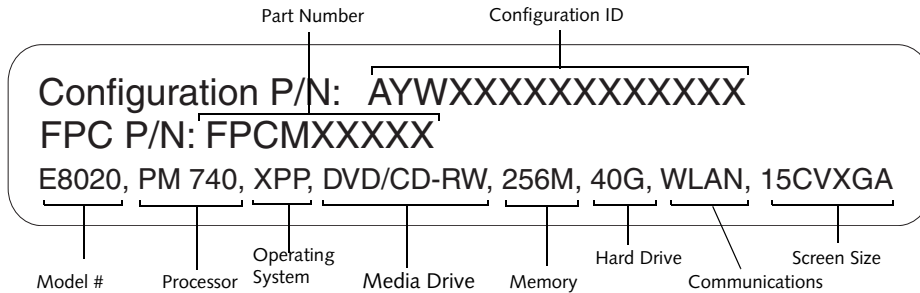 Part Number Configuration ID
Configuration P/N: AYWXXXXXXXXXXXX
FPC P/N: FPCMXXXXX
E8020, PM 740, XPP, DVD/CD-RW, 256M, 40G, WLAN, 15CVXGA
Model # Processor Operating System Media Drive Memory Hard Drive Communications Screen Size